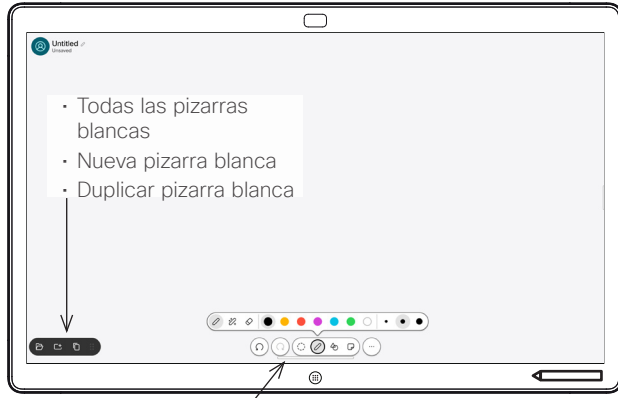 Untitled
Unsaved
• Todas las pizarras
blancas
• Nueva pizarra blanca
• Duplicar pizarra blanca